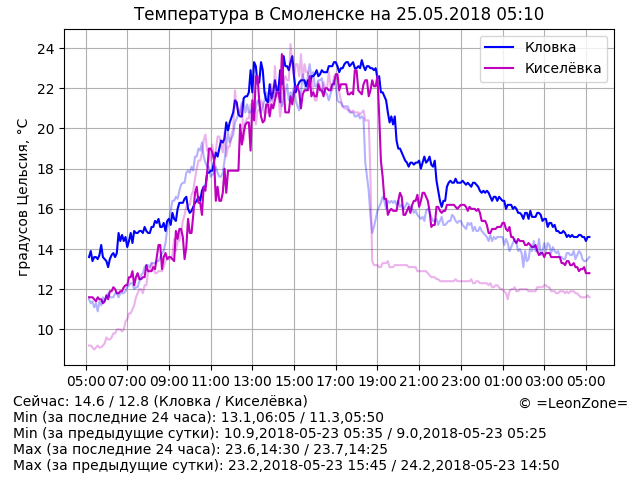 Температура в Смоленске на 25.05.2018 05:10
Кловка
Киселёвка
градусов Цельсия, °C
24
22
20
18
16
14
12
10
05:00 07:00 09:00 11:00 13:00 15:00 17:00 19:00 21:00 23:00 01:00 03:00 05:00
Сейчас: 14.6 / 12.8 (Кловка / Киселёвка)
© =LeonZone=
Min (за последние 24 часа): 13.1,06:05 / 11.3,05:50
Min (за предыдущие сутки): 10.9,2018-05-23 05:35 / 9.0,2018-05-23 05:25
Max (за последние 24 часа): 23.6,14:30 / 23.7,14:25
Max (за предыдущие сутки): 23.2,2018-05-23 15:45 / 24.2,2018-05-23 14:50